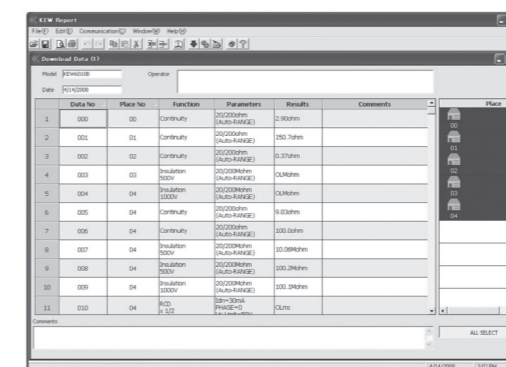 KEW Report
File(F) Edit(E) Communication(C) Window(W) Help(H)
Download Data (1)
Model KEW6010B Operator
Date 4/14/2008
Data No Place No Function Parameters Results Comments
1 000 00 Continuity 20/200ohm (Auto-RANGE) 2.90ohm
2 001 01 Continuity 20/200ohm (Auto-RANGE) 150.7ohm
3 002 02 Continuity 20/200ohm (Auto-RANGE) 0.37ohm
4 003 03 Insulation 500V 20/200Mohm (Auto-RANGE) OLMohm
5 004 04 Insulation 1000V 20/200Mohm (Auto-RANGE) OLMohm
6 005 04 Continuity 20/200ohm (Auto-RANGE) 9.83ohm
7 006 04 Continuity 20/200ohm (Auto-RANGE) 100.0ohm
8 007 04 Insulation 500V 20/200Mohm (Auto-RANGE) 10.06Mohm
9 008 04 Insulation 500V 20/200Mohm (Auto-RANGE) 100.2Mohm
10 009 04 Insulation 1000V 20/200Mohm (Auto-RANGE) 100.1Mohm
11 010 04 RCD x 1/2 Idn=30mA PHASE=0 OLms
Place
00
01
02
03
04
Comments
ALL SELECT
4/14/2008 3:07 PM